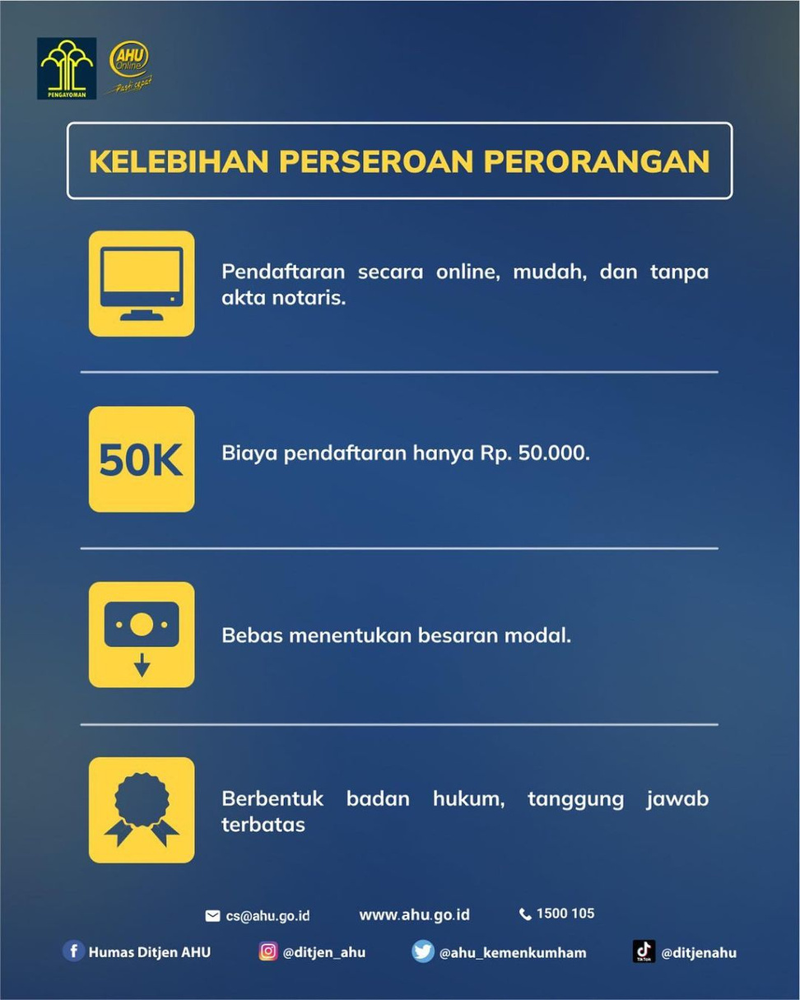 PENGAYOMAN
AHU
Online
Pasti cepat
KELEBIHAN PERSEROAN PERORANGAN
Pendaftaran secara online, mudah, dan tanpa
akta notaris.
50K
Biaya pendaftaran hanya Rp. 50.000.
Bebas menentukan besaran modal.
Berbentuk badan hukum, tanggung jawab
terbatas
cs@ahu.go.id
www.ahu.go.id
1500 105
Humas Ditjen AHU
@ditjen_ahu
@ahu_kemenkumham
TikTok
@ditjenahu